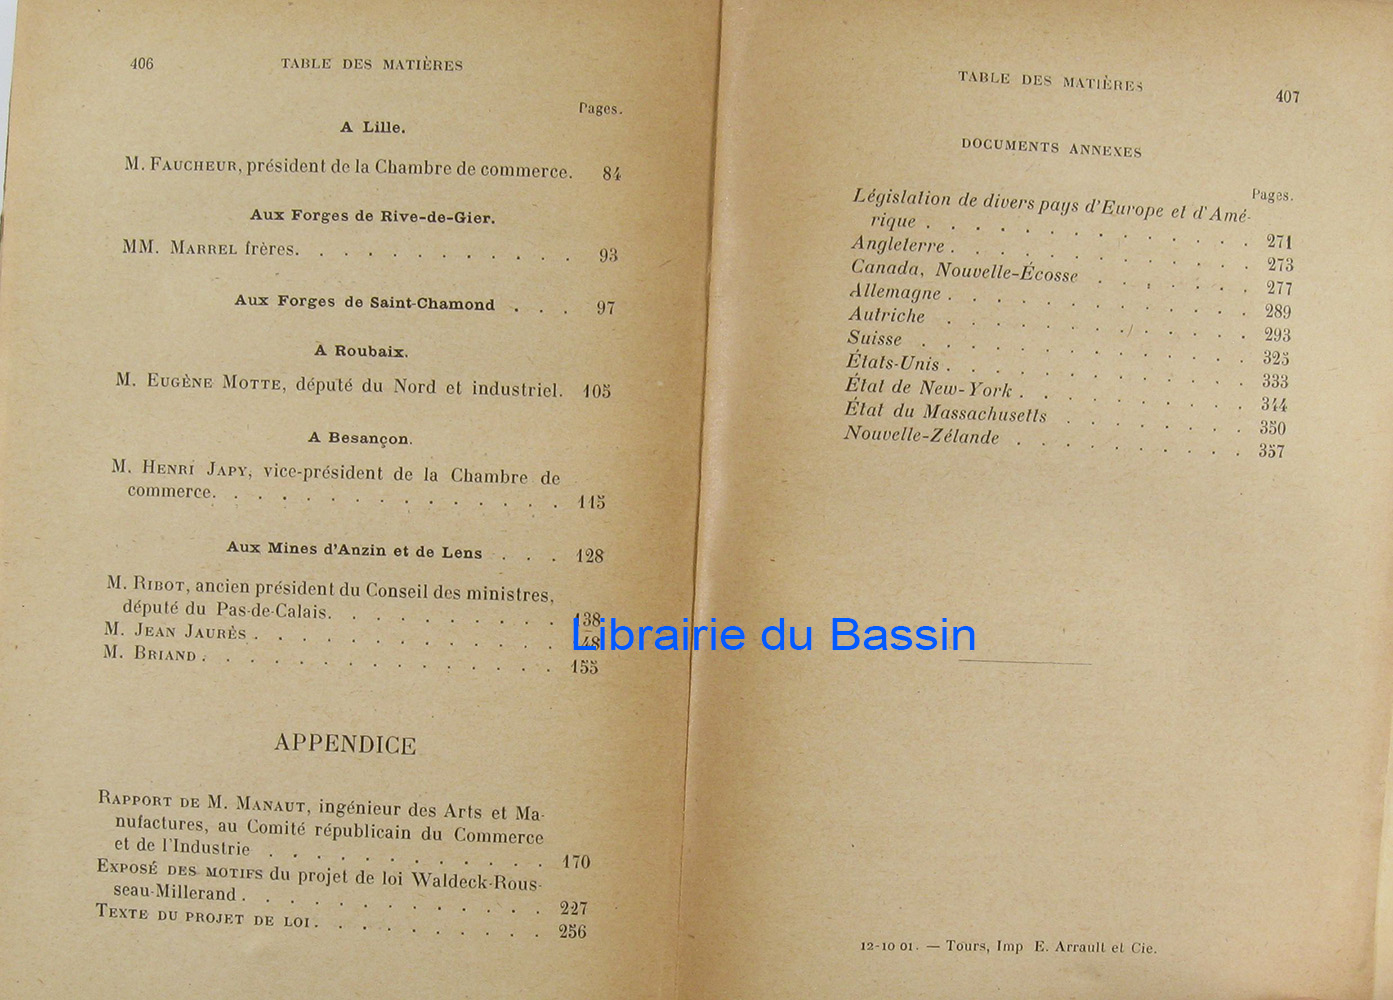 406 TABLE DES MATIÈRES
Pages.
A Lille.
M. FAUCHEUR, président de la Chambre de commerce. 84
Aux Forges de Rive-de-Gier.
MM. MARREL frères. . . . . . . . . . . . 93
Aux Forges de Saint-Chamond . . . 97
A Roubaix.
M. EUGÈNE MOTTE, député du Nord et industriel. 105
A Besançon.
M. HENRI JAPY, vice-président de la Chambre de
commerce. . . . . . . . . . . . . . 115
Aux Mines d'Anzin et de Lens . . . 128
M. RIBOT, ancien président du Conseil des ministres,
député du Pas-de-Calais. . . . . . . . . . 138
M. JEAN JAURÈS . . . . . . . . . . . . . 148
M. BRIAND . . . . . . . . . . . . . . . 155
APPENDICE
RAPPORT DE M. MANAUT, ingénieur des Arts et Ma-
nufactures, au Comité républicain du Commerce
et de l'Industrie . . . . . . . . . . . . 170
EXPOSÉ DES MOTIFS du projet de loi Waldeck-Rous-
seau-Millerand . . . . . . . . . . . . . 227
TEXTE DU PROJET DE LOI. . . . . . . . . . 256
TABLE DES MATIÈRES 407
DOCUMENTS ANNEXES
Pages.
Législation de divers pays d'Europe et d'Amé-
rique . . . . . . . . . . . . . . 271
Angleterre . . . . . . . . . . . . . 273
Canada, Nouvelle-Écosse . . . . . . . 277
Allemagne . . . . . . . . . . . . . 289
Autriche . . . . . . . . . . . . . 293
Suisse . . . . . . . . . . . . . . 325
États-Unis . . . . . . . . . . . . . 333
État de New-York . . . . . . . . . . 344
État du Massachusetts . . . . . . . . 350
Nouvelle-Zélande . . . . . . . . . . 357
12-10 01. — Tours, Imp E. Arrault et Cie.
Librairie du Bassin